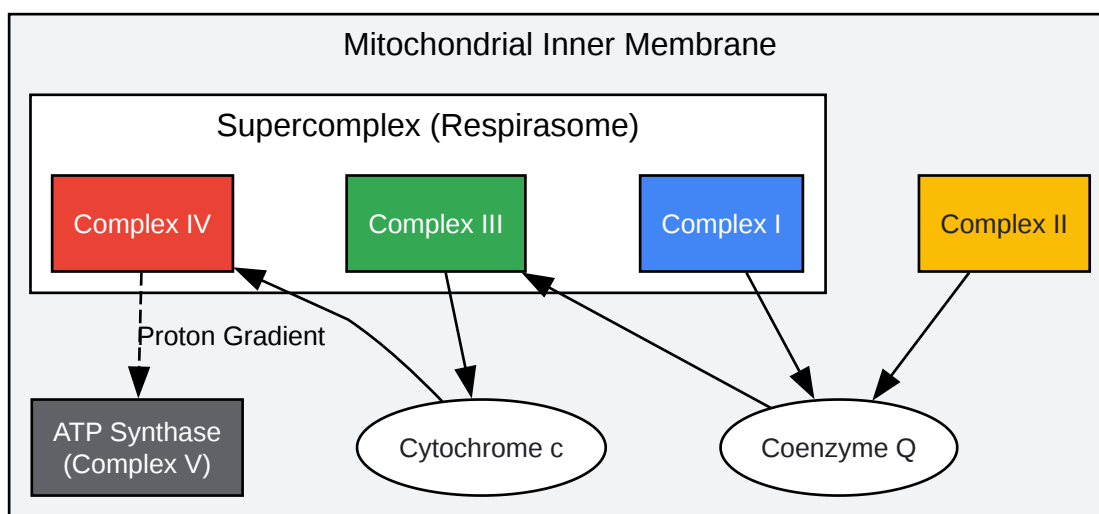 Mitochondrial Inner Membrane
Supercomplex (Respirasome)
Complex IV
Complex III
Complex I
Complex II
Proton Gradient
ATP Synthase
(Complex V)
Cytochrome c
Coenzyme Q